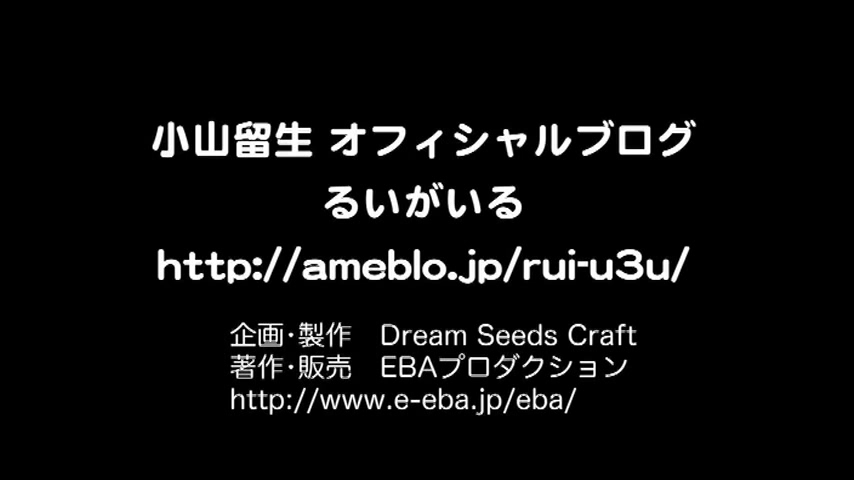 小山留生 オフィシャルブログ
るいがいる
http://ameblo.jp/rui-u3u/
企画・製作　Dream Seeds Craft
著作・販売　EBAプロダクション
http://www.e-eba.jp/eba/